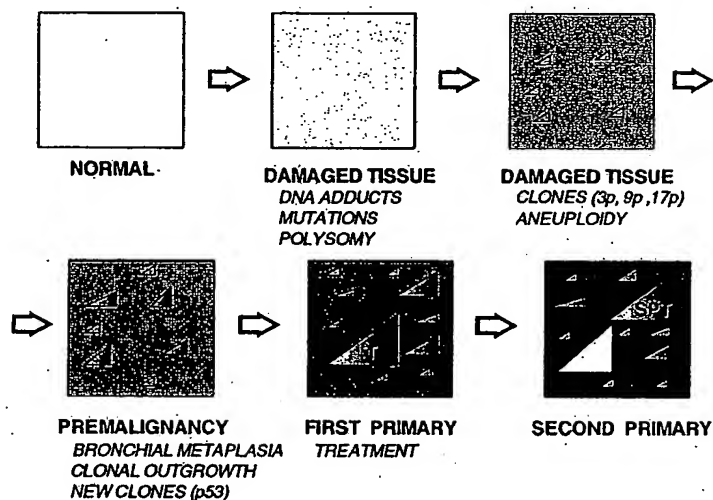 NORMAL
DAMAGED TISSUE
DNA ADDUCTS
MUTATIONS
POLYSOMY
DAMAGED TISSUE
CLONES (3p, 9p ,17p)
ANEUPLOIDY
PREMALIGNANCY
BRONCHIAL METAPLASIA
CLONAL OUTGROWTH
NEW CLONES (p53)
FIRST PRIMARY
TREATMENT
SPT
SECOND PRIMARY